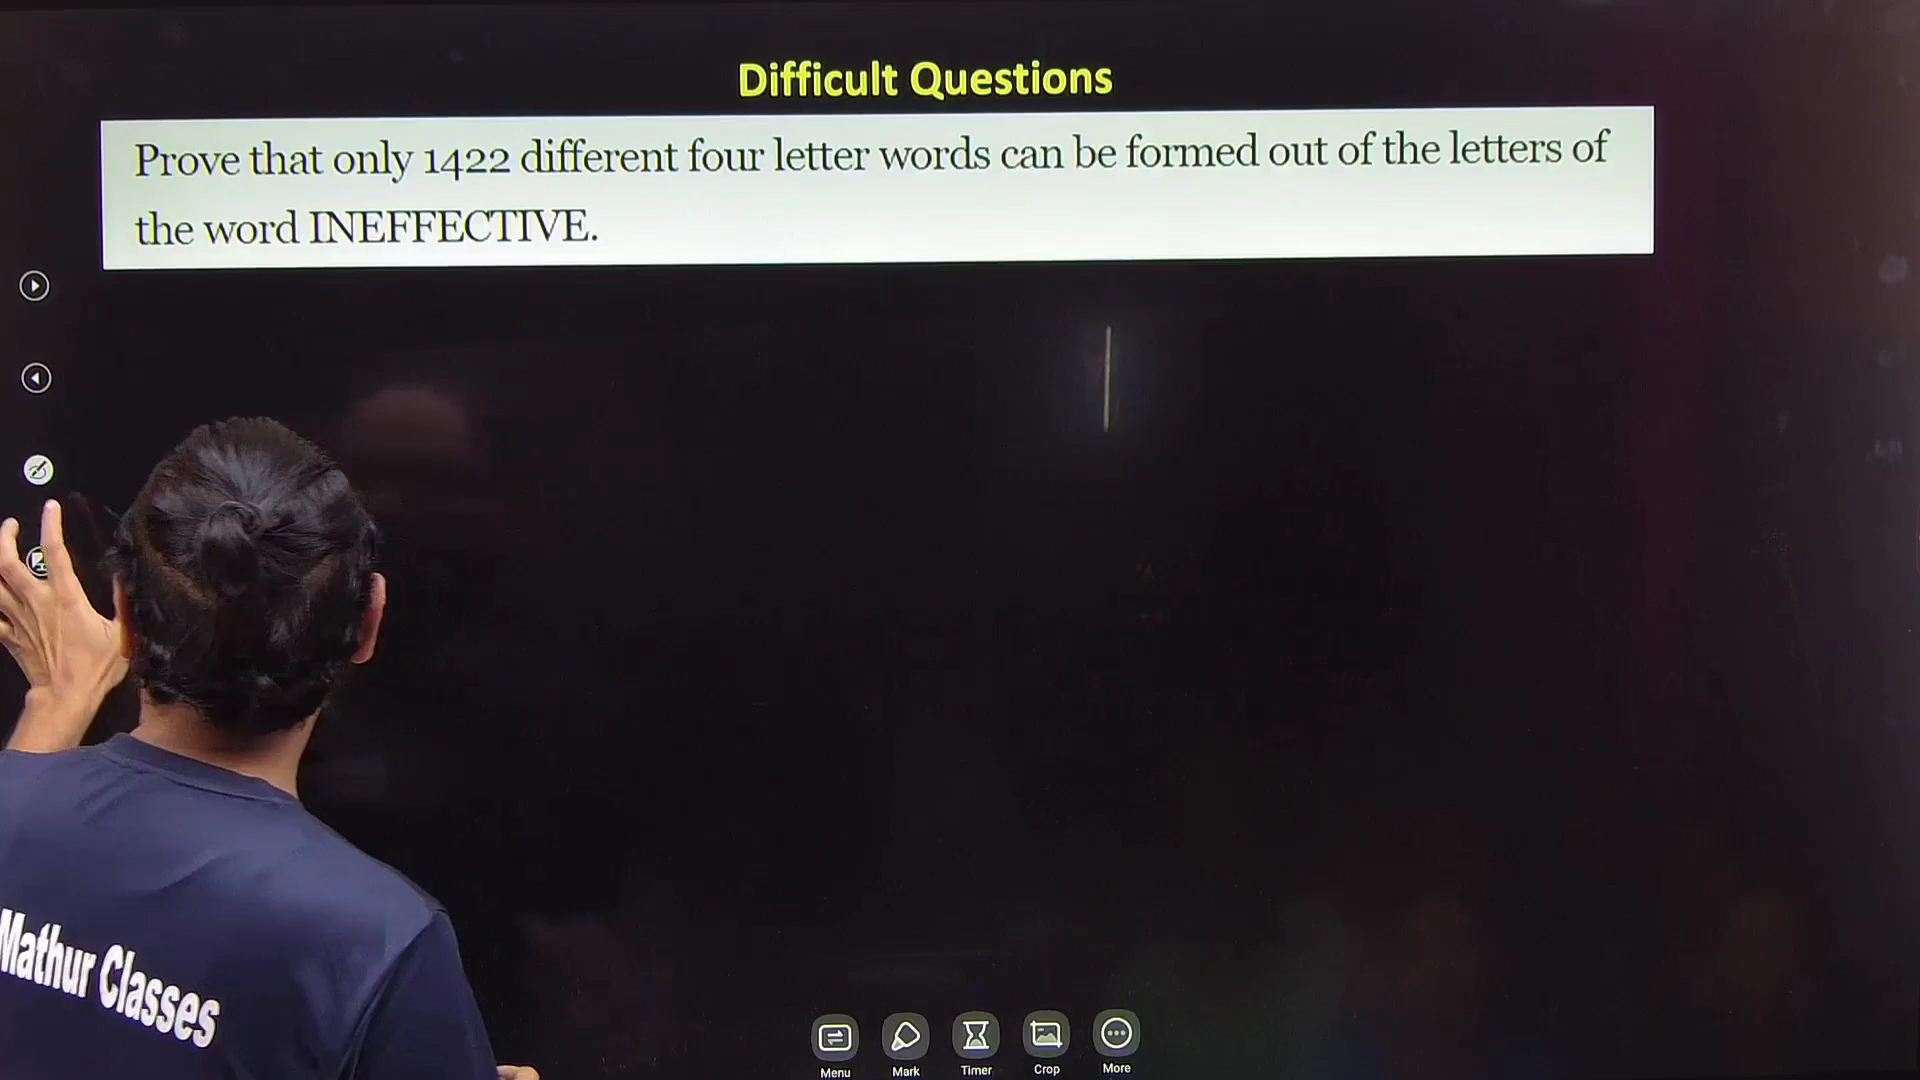 Difficult Questions
Prove that only 1422 different four letter words can be formed out of the letters of
the word INEFFECTIVE.
Mathur Classes
Menu
Mark
Timer
Crop
More